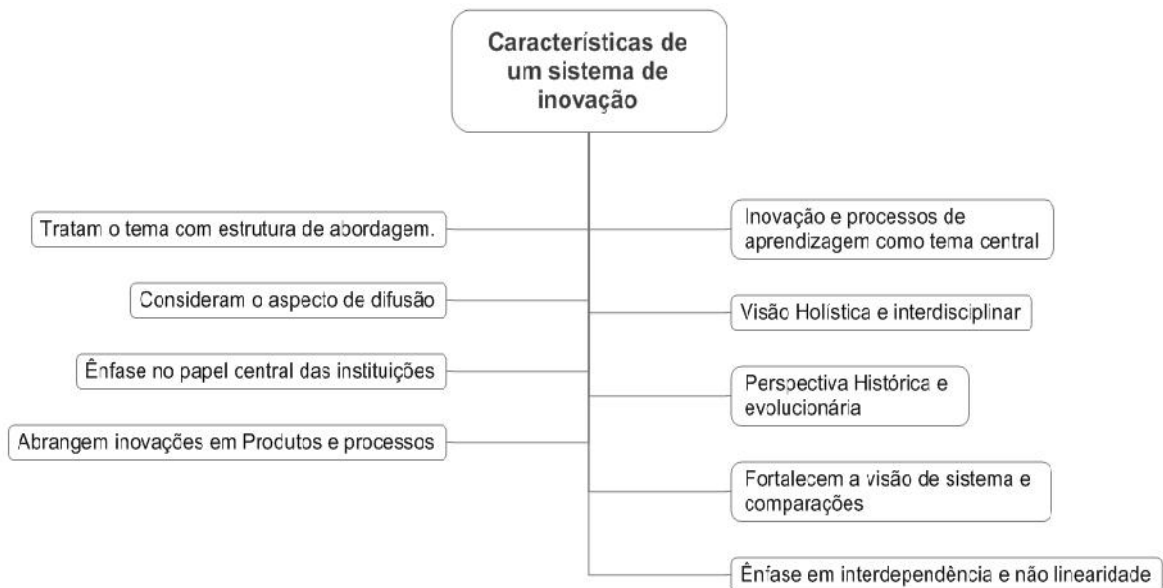 Características de
um sistema de
inovação
Tratam o tema com estrutura de abordagem.
Consideram o aspecto de difusão
Ênfase no papel central das instituições
Abrangem inovações em Produtos e processos
Inovação e processos de
aprendizagem como tema central
Visão Holística e interdisciplinar
Perspectiva Histórica e
evolucionária
Fortalecem a visão de sistema e
comparações
Ênfase em interdependência e não linearidade